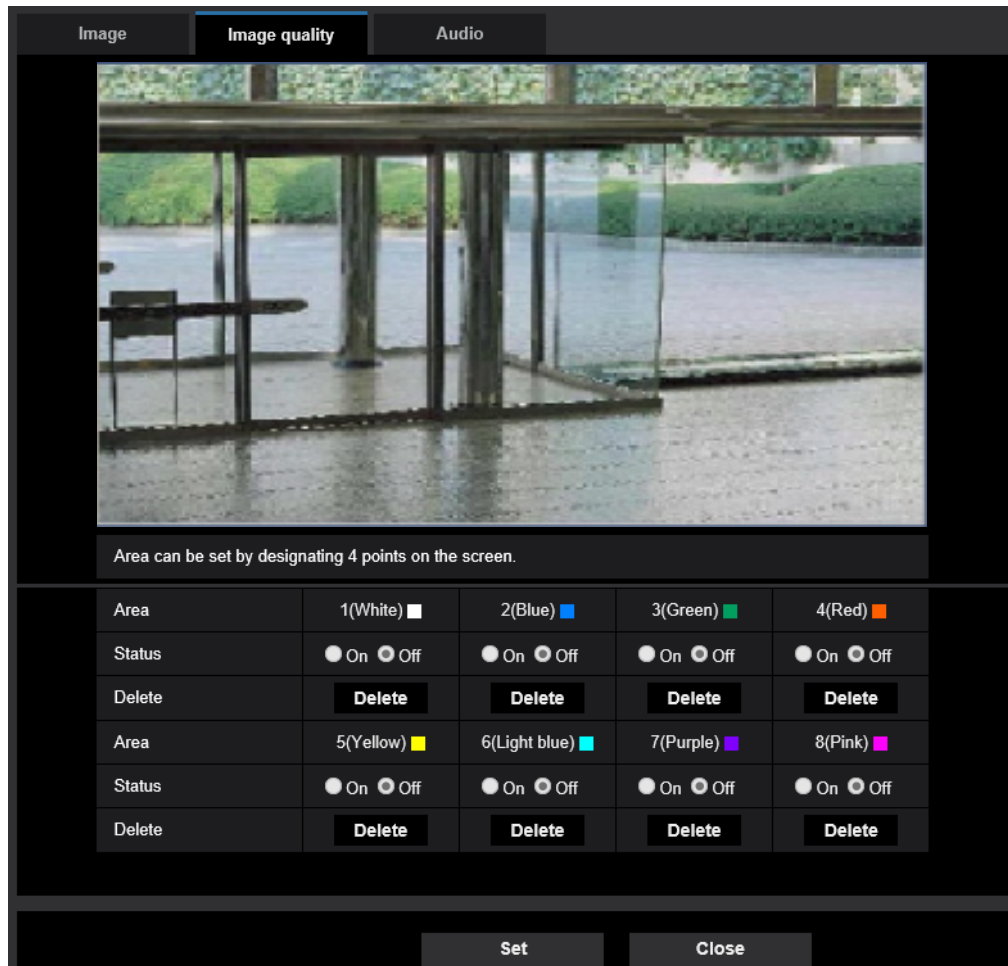 Image Image quality Audio
Area can be set by designating 4 points on the screen.
Area 1(White) 2(Blue) 3(Green) 4(Red)
Status On Off On Off On Off On Off
Delete Delete Delete Delete Delete
Area 5(Yellow) 6(Light blue) 7(Purple) 8(Pink)
Status On Off On Off On Off On Off
Delete Delete Delete Delete Delete
Set Close